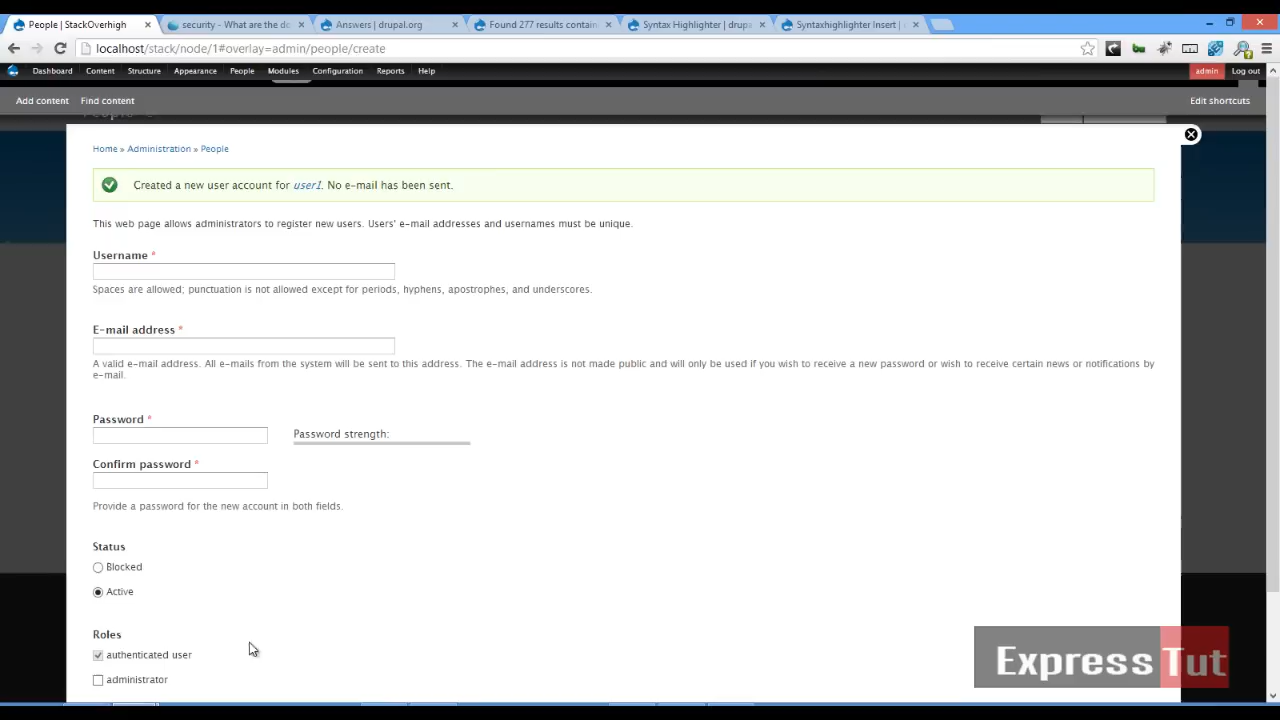 People | StackOverhigh
security - What are the do
Answers | drupal.org
Found 277 results contain
Syntax Highlighter | drupa
Syntaxhighlighter Insert |
localhost/stack/node/1#overlay=admin/people/create
Dashboard Content Structure Appearance People Modules Configuration Reports Help admin Log out
Add content Find content Edit shortcuts
Home » Administration » People
Created a new user account for user1. No e-mail has been sent.
This web page allows administrators to register new users. Users' e-mail addresses and usernames must be unique.
Username *
Spaces are allowed; punctuation is not allowed except for periods, hyphens, apostrophes, and underscores.
E-mail address *
A valid e-mail address. All e-mails from the system will be sent to this address. The e-mail address is not made public and will only be used if you wish to receive a new password or wish to receive certain news or notifications by
e-mail.
Password *
Password strength:
Confirm password *
Provide a password for the new account in both fields.
Status
Blocked
Active
Roles
authenticated user
administrator
Express Tut